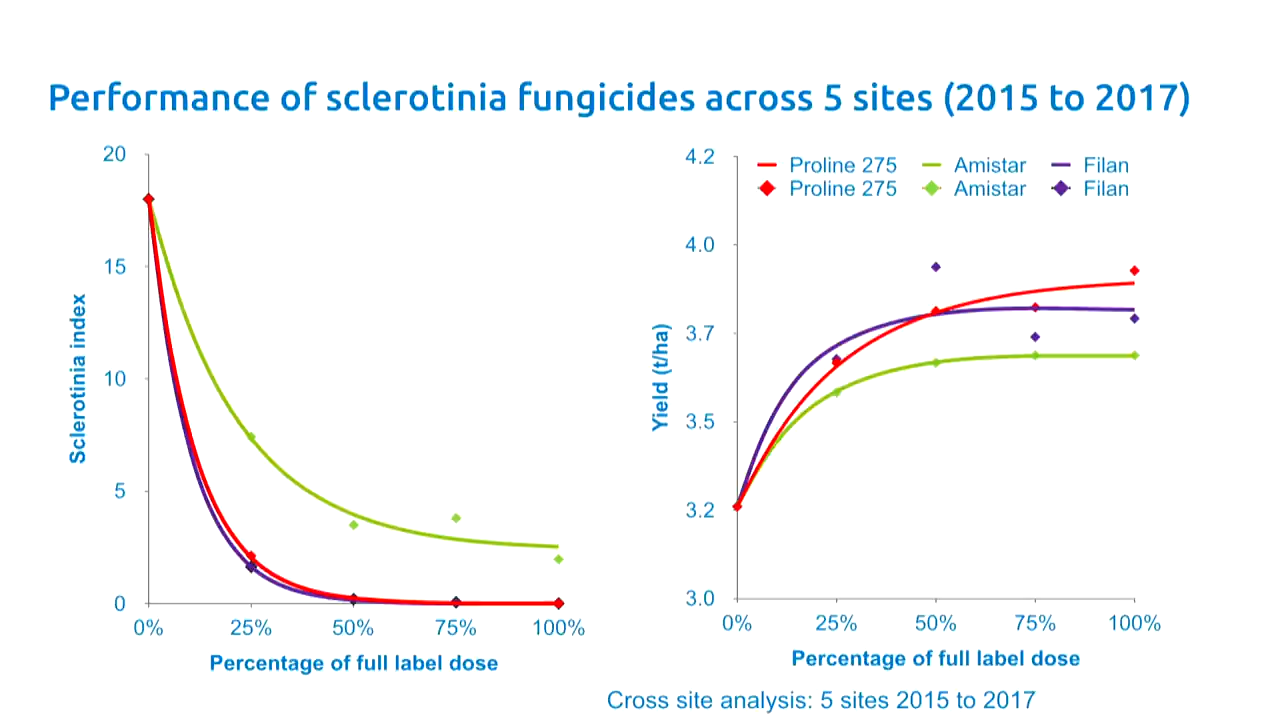 Performance of sclerotinia fungicides across 5 sites (2015 to 2017)
20
15
10
5
0
Sclerotinia index
0% 25% 50% 75% 100%
Percentage of full label dose
4.2
4.0
3.7
3.5
3.2
3.0
Yield (t/ha)
Proline 275 Amistar Filan
Proline 275 Amistar Filan
0% 25% 50% 75% 100%
Percentage of full label dose
Cross site analysis: 5 sites 2015 to 2017